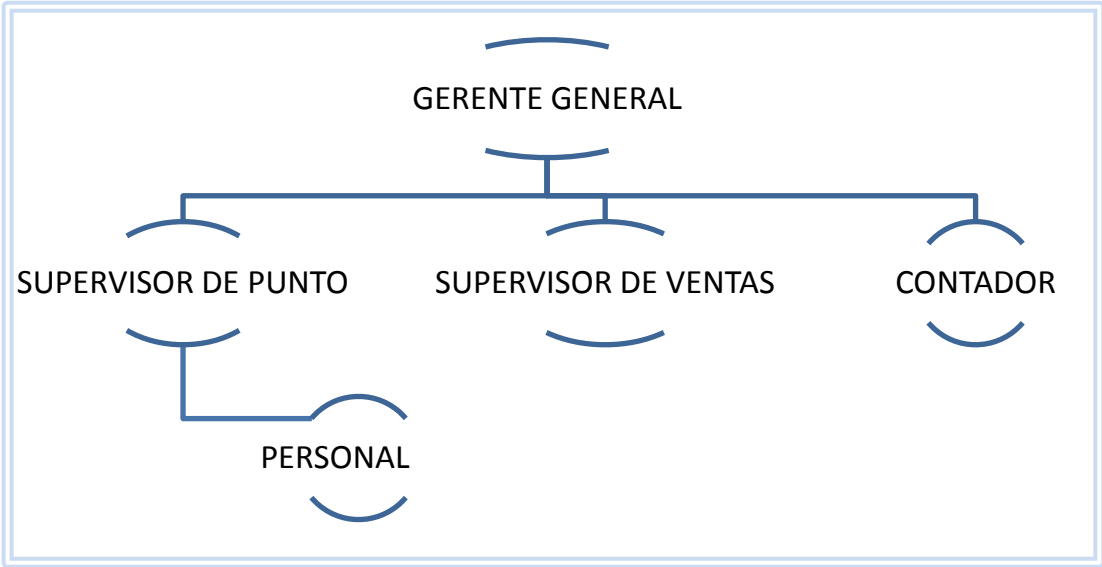 GERENTE GENERAL
SUPERVISOR DE PUNTO
SUPERVISOR DE VENTAS
CONTADOR
PERSONAL